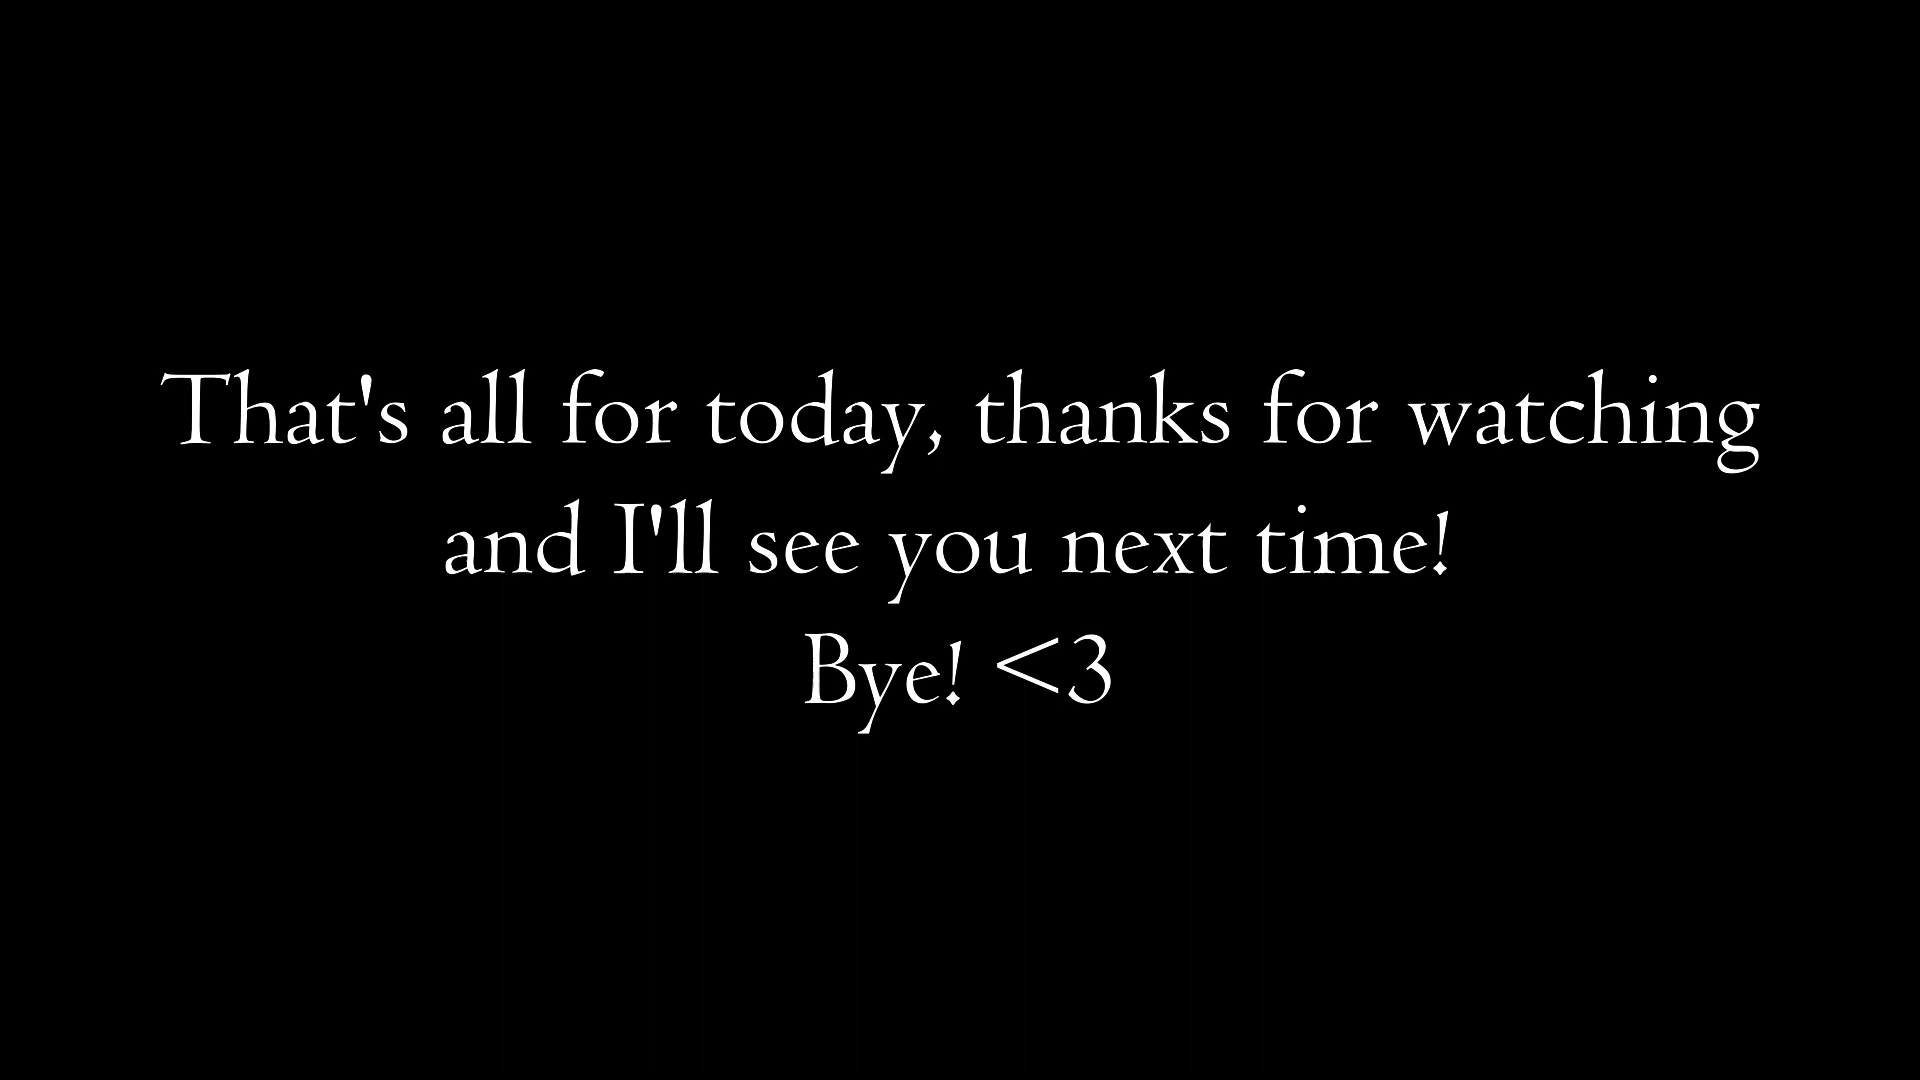 That's all for today, thanks for watching
and I'll see you next time!
Bye! <3